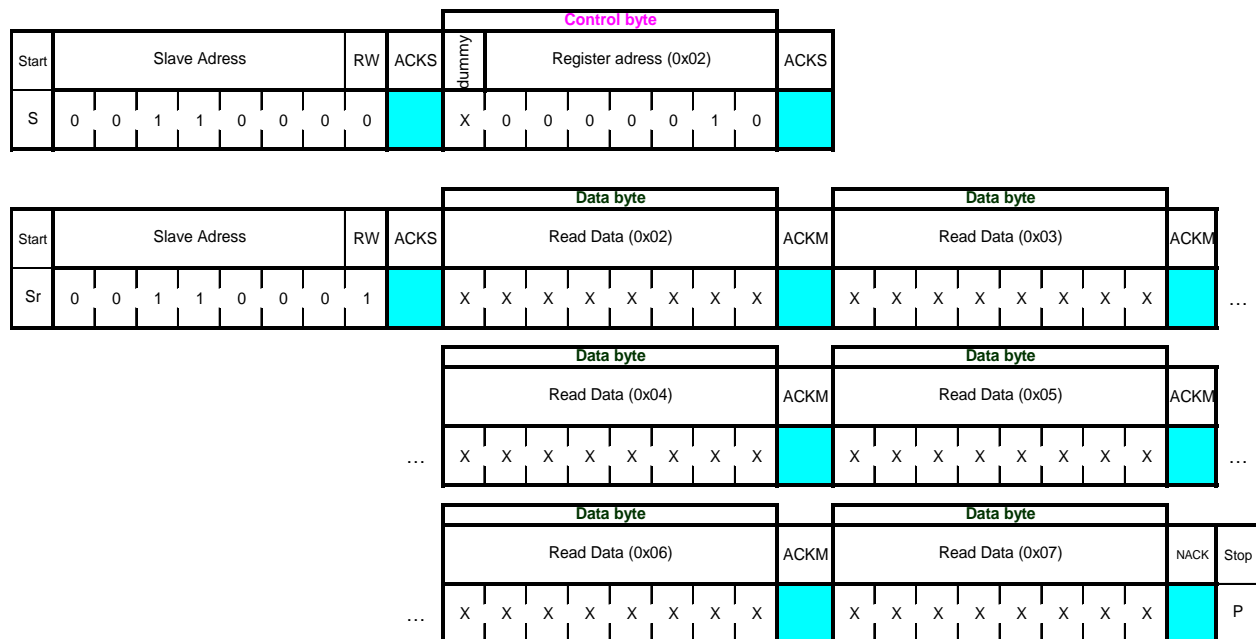 Control byte
Start Slave Adress RW ACKS dummy Register adress (0x02) ACKS
S 0 0 1 1 0 0 0 0 X 0 0 0 0 0 1 0
Data byte Data byte
Start Slave Adress RW ACKS Read Data (0x02) ACKM Read Data (0x03) ACKM
Sr 0 0 1 1 0 0 0 1 X X X X X X X X X X X X X X X X …
Data byte Data byte
Read Data (0x04) ACKM Read Data (0x05) ACKM
… X X X X X X X X X X X X X X X X …
Data byte Data byte
Read Data (0x06) ACKM Read Data (0x07) NACK Stop
… X X X X X X X X X X X X X X X X P